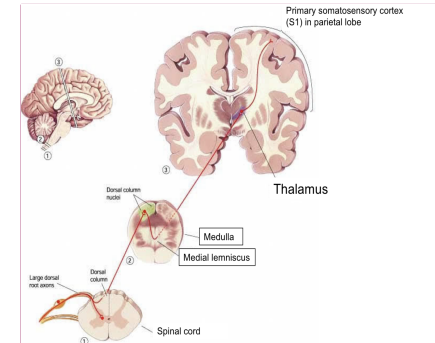 Primary somatosensory cortex
(S1) in parietal lobe
③
②
①
③
Thalamus
Dorsal column
nuclei
Medulla
Medial lemniscus
②
Large dorsal
root axons
Dorsal
column
Spinal cord
①